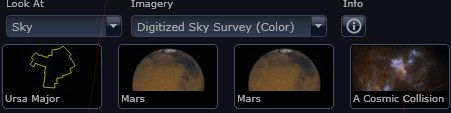 Look At Imagery Info
Sky Digitized Sky Survey (Color)
Ursa Major Mars Mars A Cosmic Collision